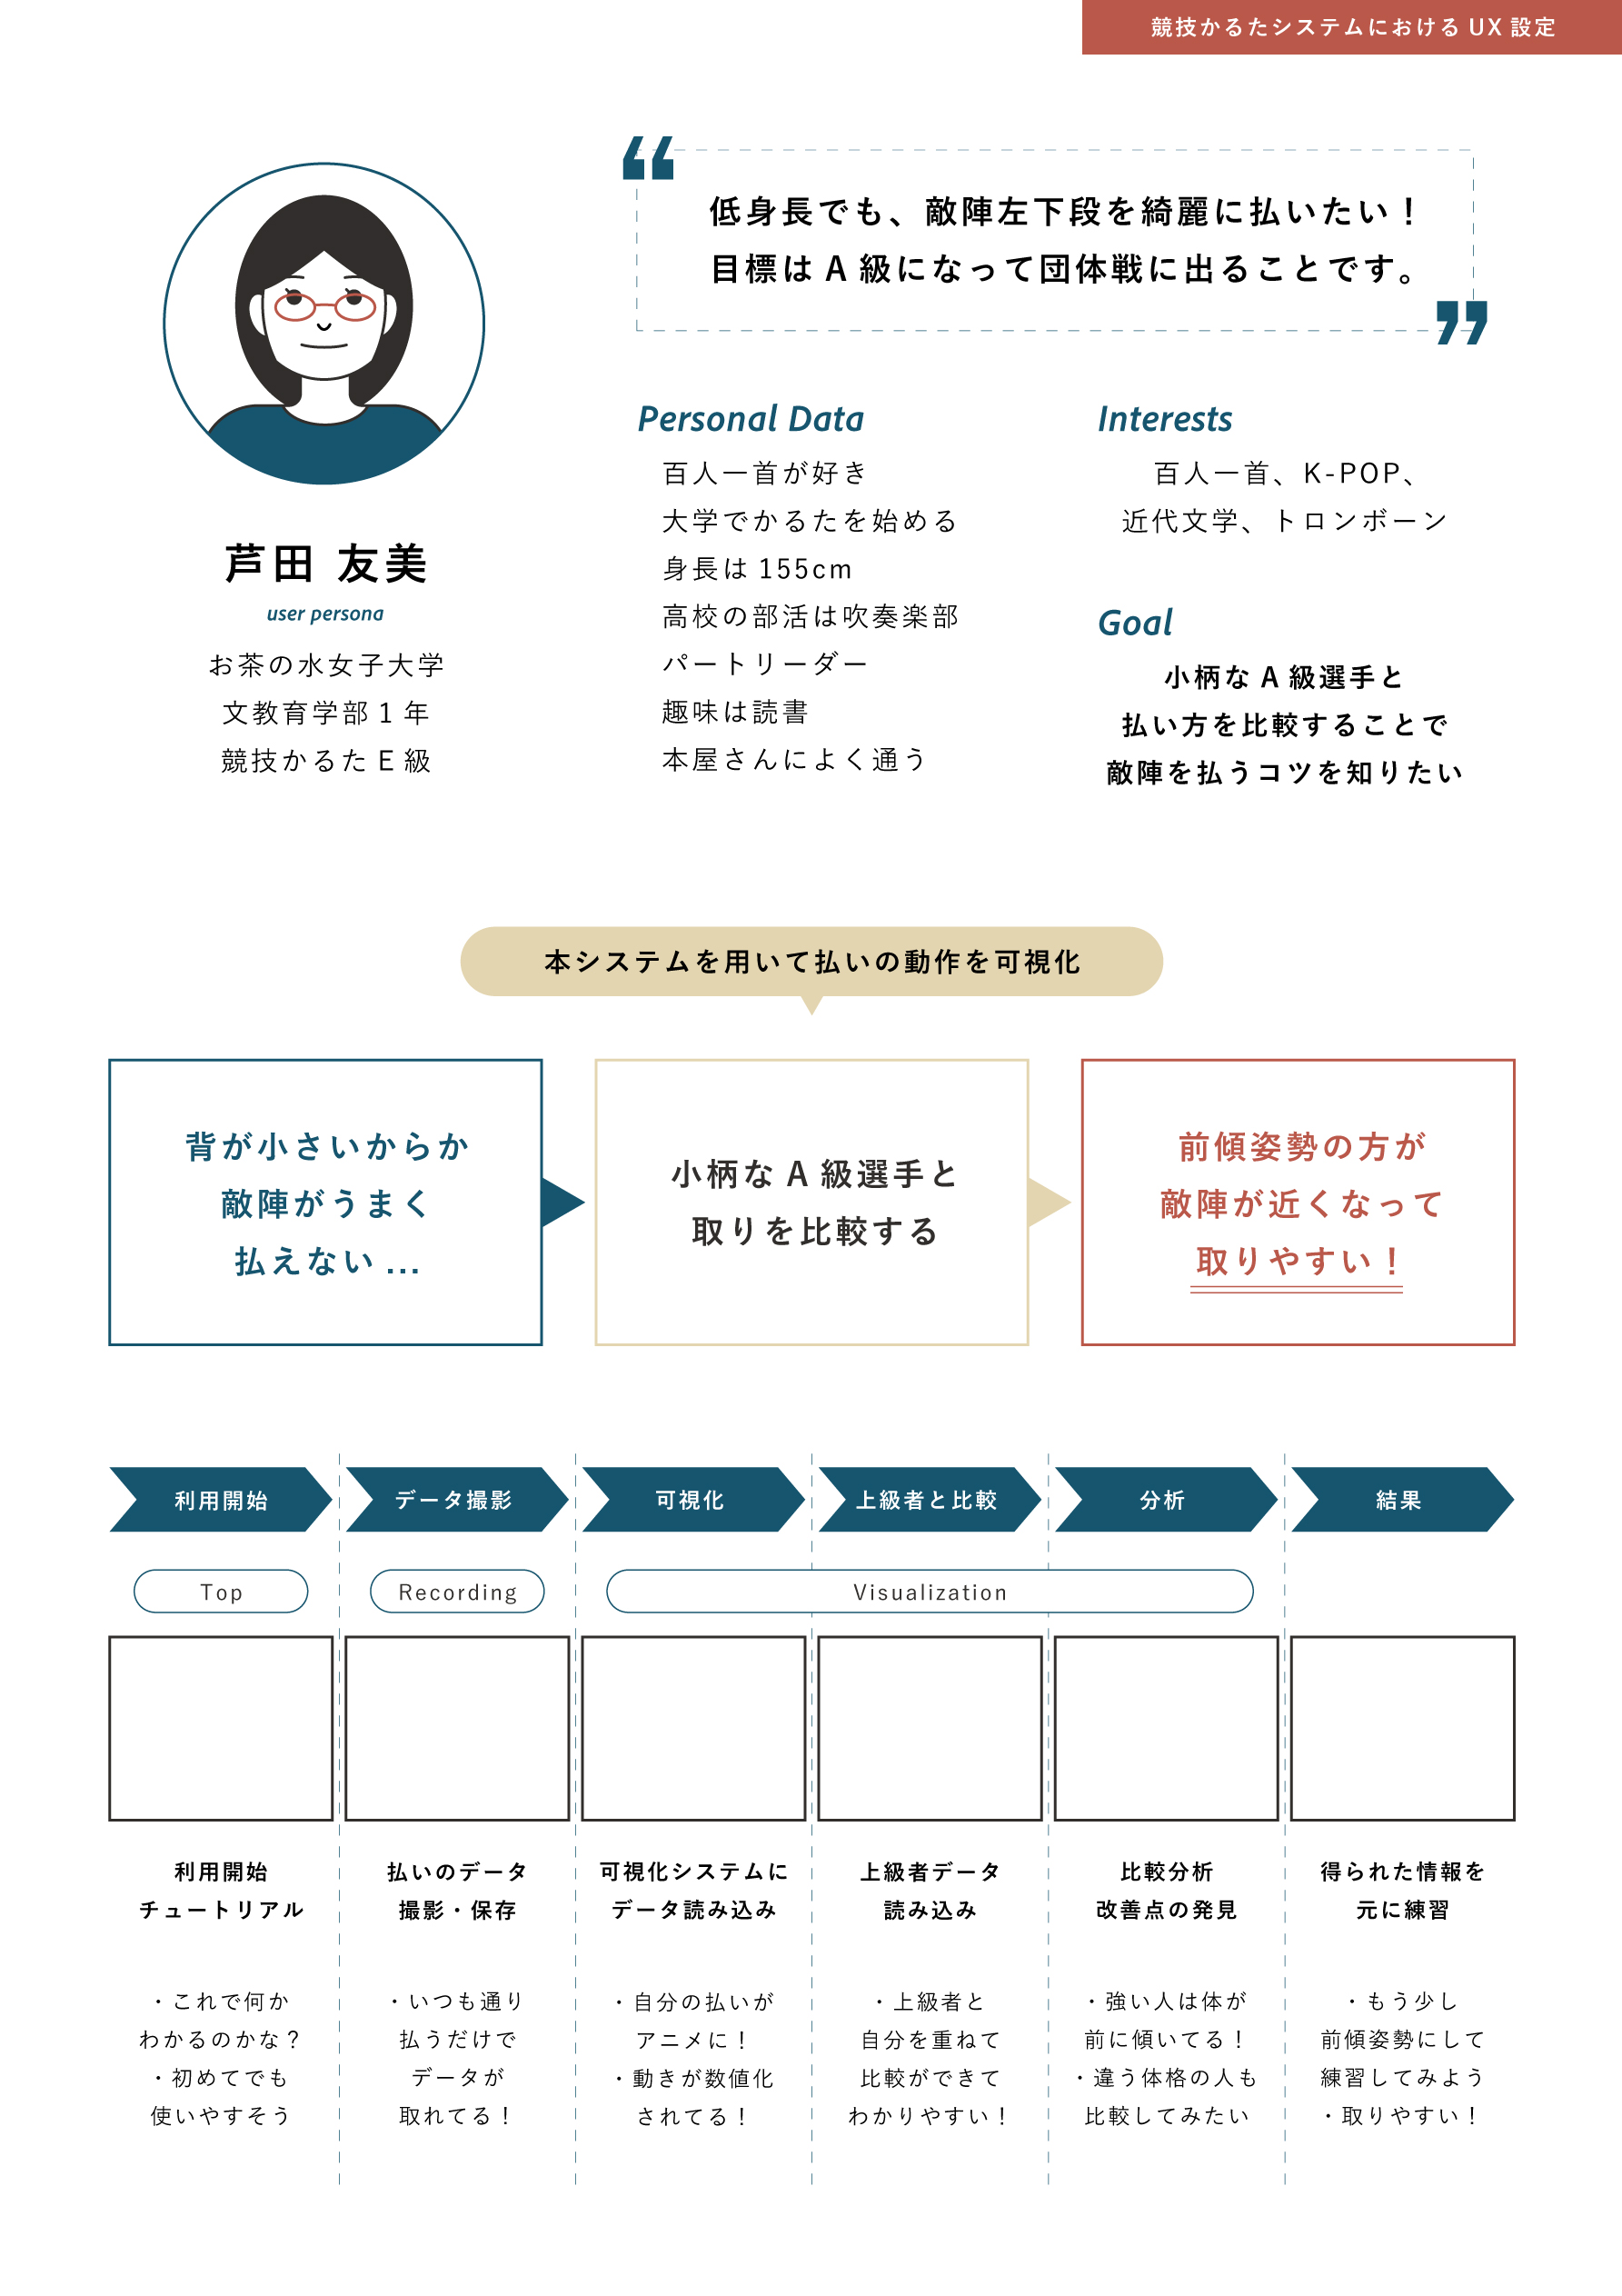 競技かるたシステムにおける UX 設定
“
低身長でも、敵陣左下段を綺麗に払いたい！
目標は A 級になって団体戦に出ることです。
”
芦田 友美
user persona
お茶の水女子大学
文教育学部 1 年
競技かるた E 級
Personal Data
百人一首が好き
大学でかるたを始める
身長は 155cm
高校の部活は吹奏楽部
パートリーダー
趣味は読書
本屋さんによく通う
Interests
百人一首、K-POP、
近代文学、トロンボーン
Goal
小柄な A 級選手と
払い方を比較することで
敵陣を払うコツを知りたい
本システムを用いて払いの動作を可視化
背が小さいからか
敵陣がうまく
払えない ...
小柄な A 級選手と
取りを比較する
前傾姿勢の方が
敵陣が近くなって
取りやすい！
利用開始
データ撮影
可視化
上級者と比較
分析
結果
Top
Recording
Visualization
利用開始
チュートリアル
払いのデータ
撮影・保存
可視化システムに
データ読み込み
上級者データ
読み込み
比較分析
改善点の発見
得られた情報を
元に練習
・これで何か
わかるのかな？
・初めてでも
使いやすそう
・いつも通り
払うだけで
データが
取れてる！
・自分の払いが
アニメに！
・動きが数値化
されてる！
・上級者と
自分を重ねて
比較ができて
わかりやすい！
・強い人は体が
前に傾いてる！
・違う体格の人も
比較してみたい
・もう少し
前傾姿勢にして
練習してみよう
・取りやすい！